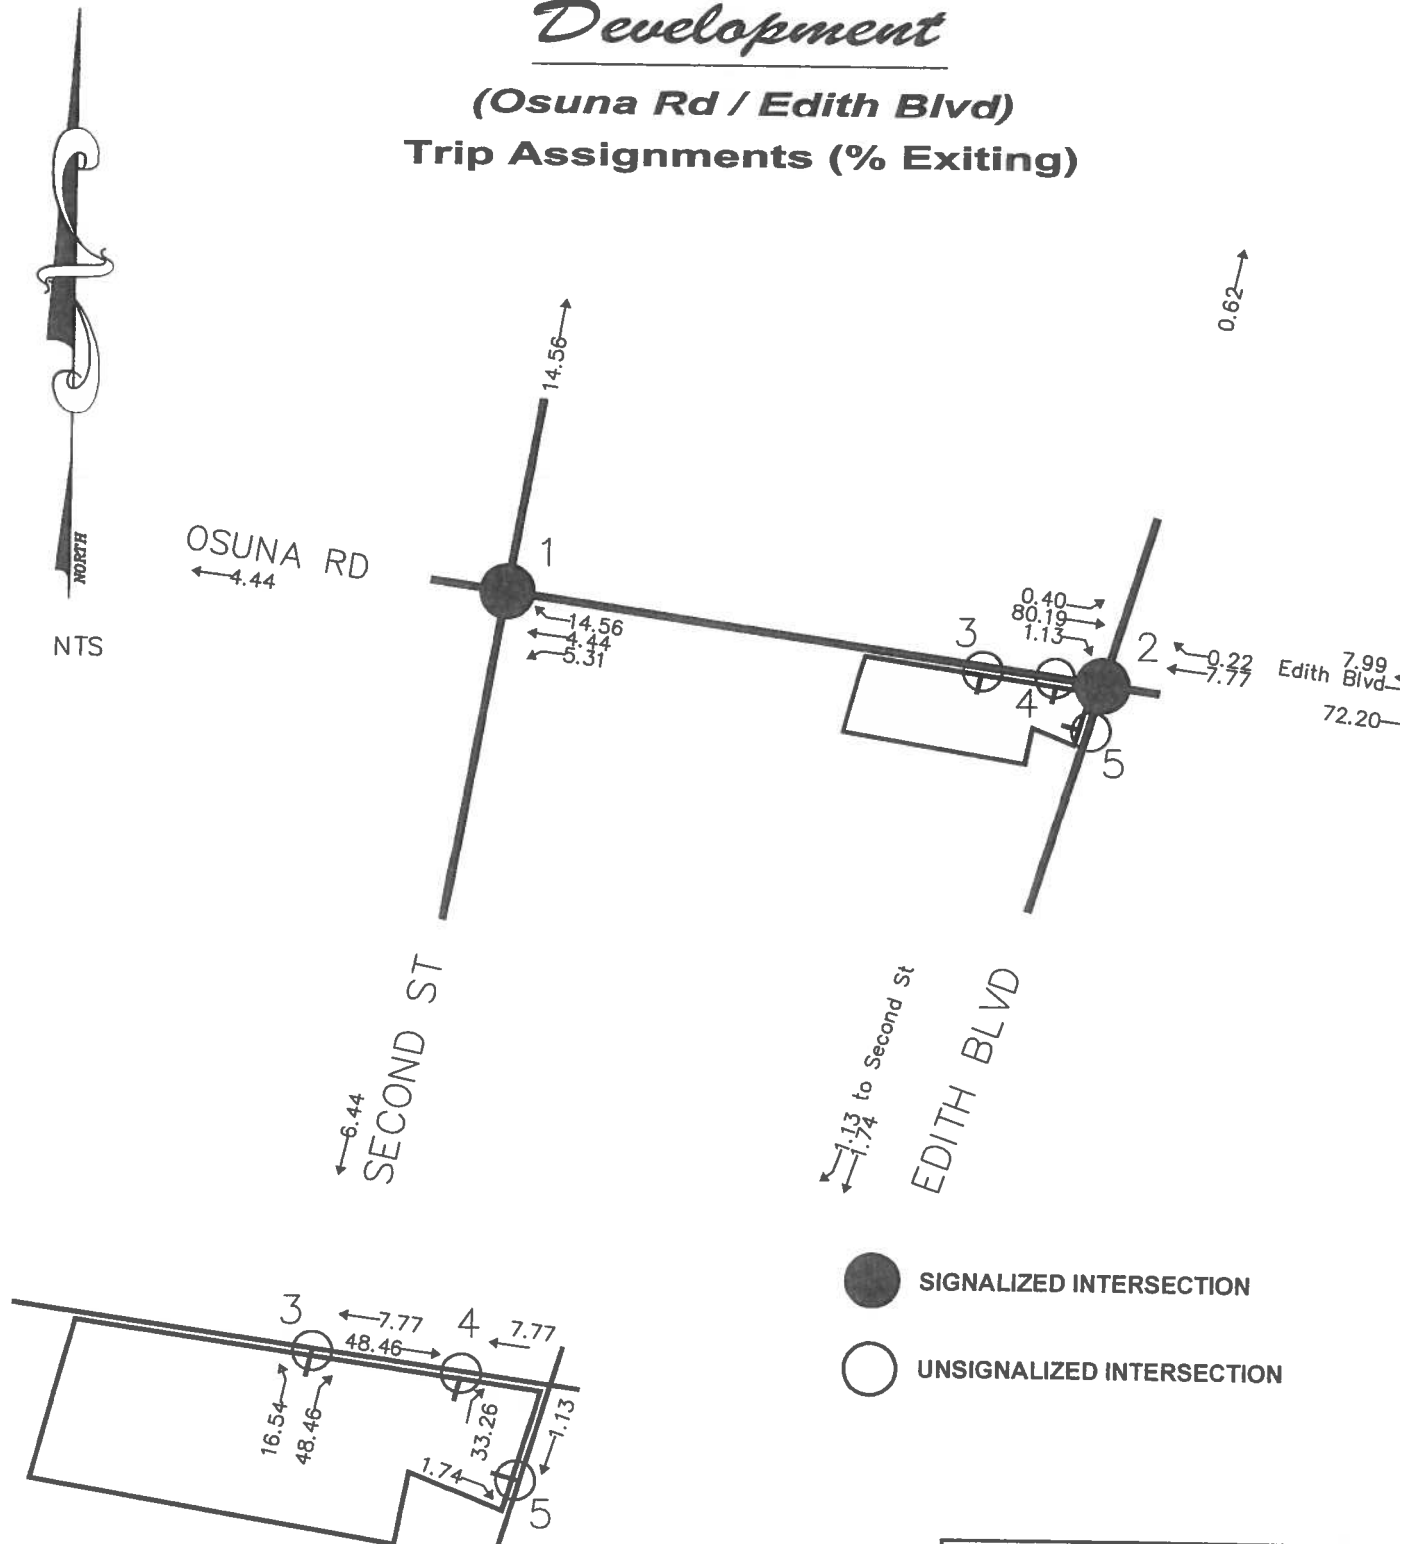 Development
(Osuna Rd / Edith Blvd)
Trip Assignments (% Exiting)
0.62
14.56
OSUNA RD
4.44
1
14.56
4.44
5.31
NORTH
NTS
0.40
80.19
1.13
3
2
4
5
0.22
7.77
7.99
Edith Blvd
72.20
SECOND ST
6.44
1.13 to Second St
1.74
EDITH BLVD
SIGNALIZED INTERSECTION
UNSIGNALIZED INTERSECTION
3
7.77
48.46
4
7.77
16.54
48.46
33.26
1.13
1.74
5